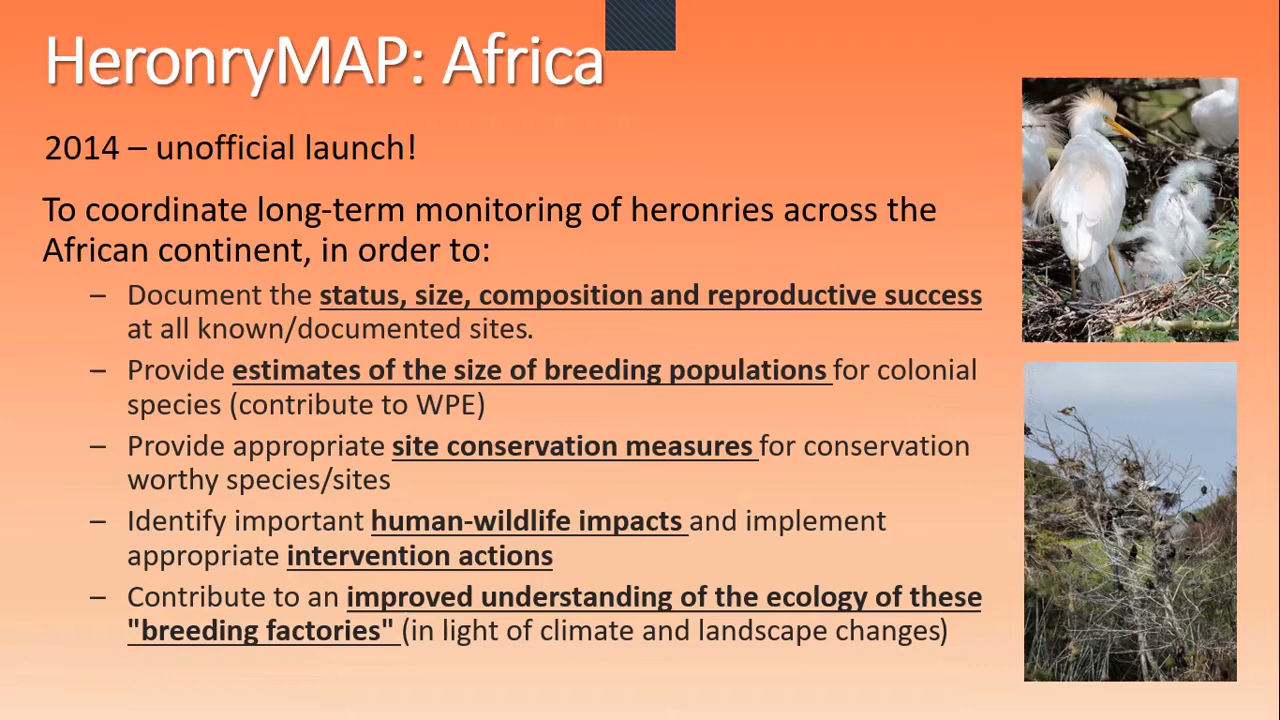 HeronryMAP: Africa
2014 – unofficial launch!
To coordinate long-term monitoring of heronries across the
African continent, in order to:
– Document the status, size, composition and reproductive success
at all known/documented sites.
– Provide estimates of the size of breeding populations for colonial
species (contribute to WPE)
– Provide appropriate site conservation measures for conservation
worthy species/sites
– Identify important human-wildlife impacts and implement
appropriate intervention actions
– Contribute to an improved understanding of the ecology of these
"breeding factories" (in light of climate and landscape changes)